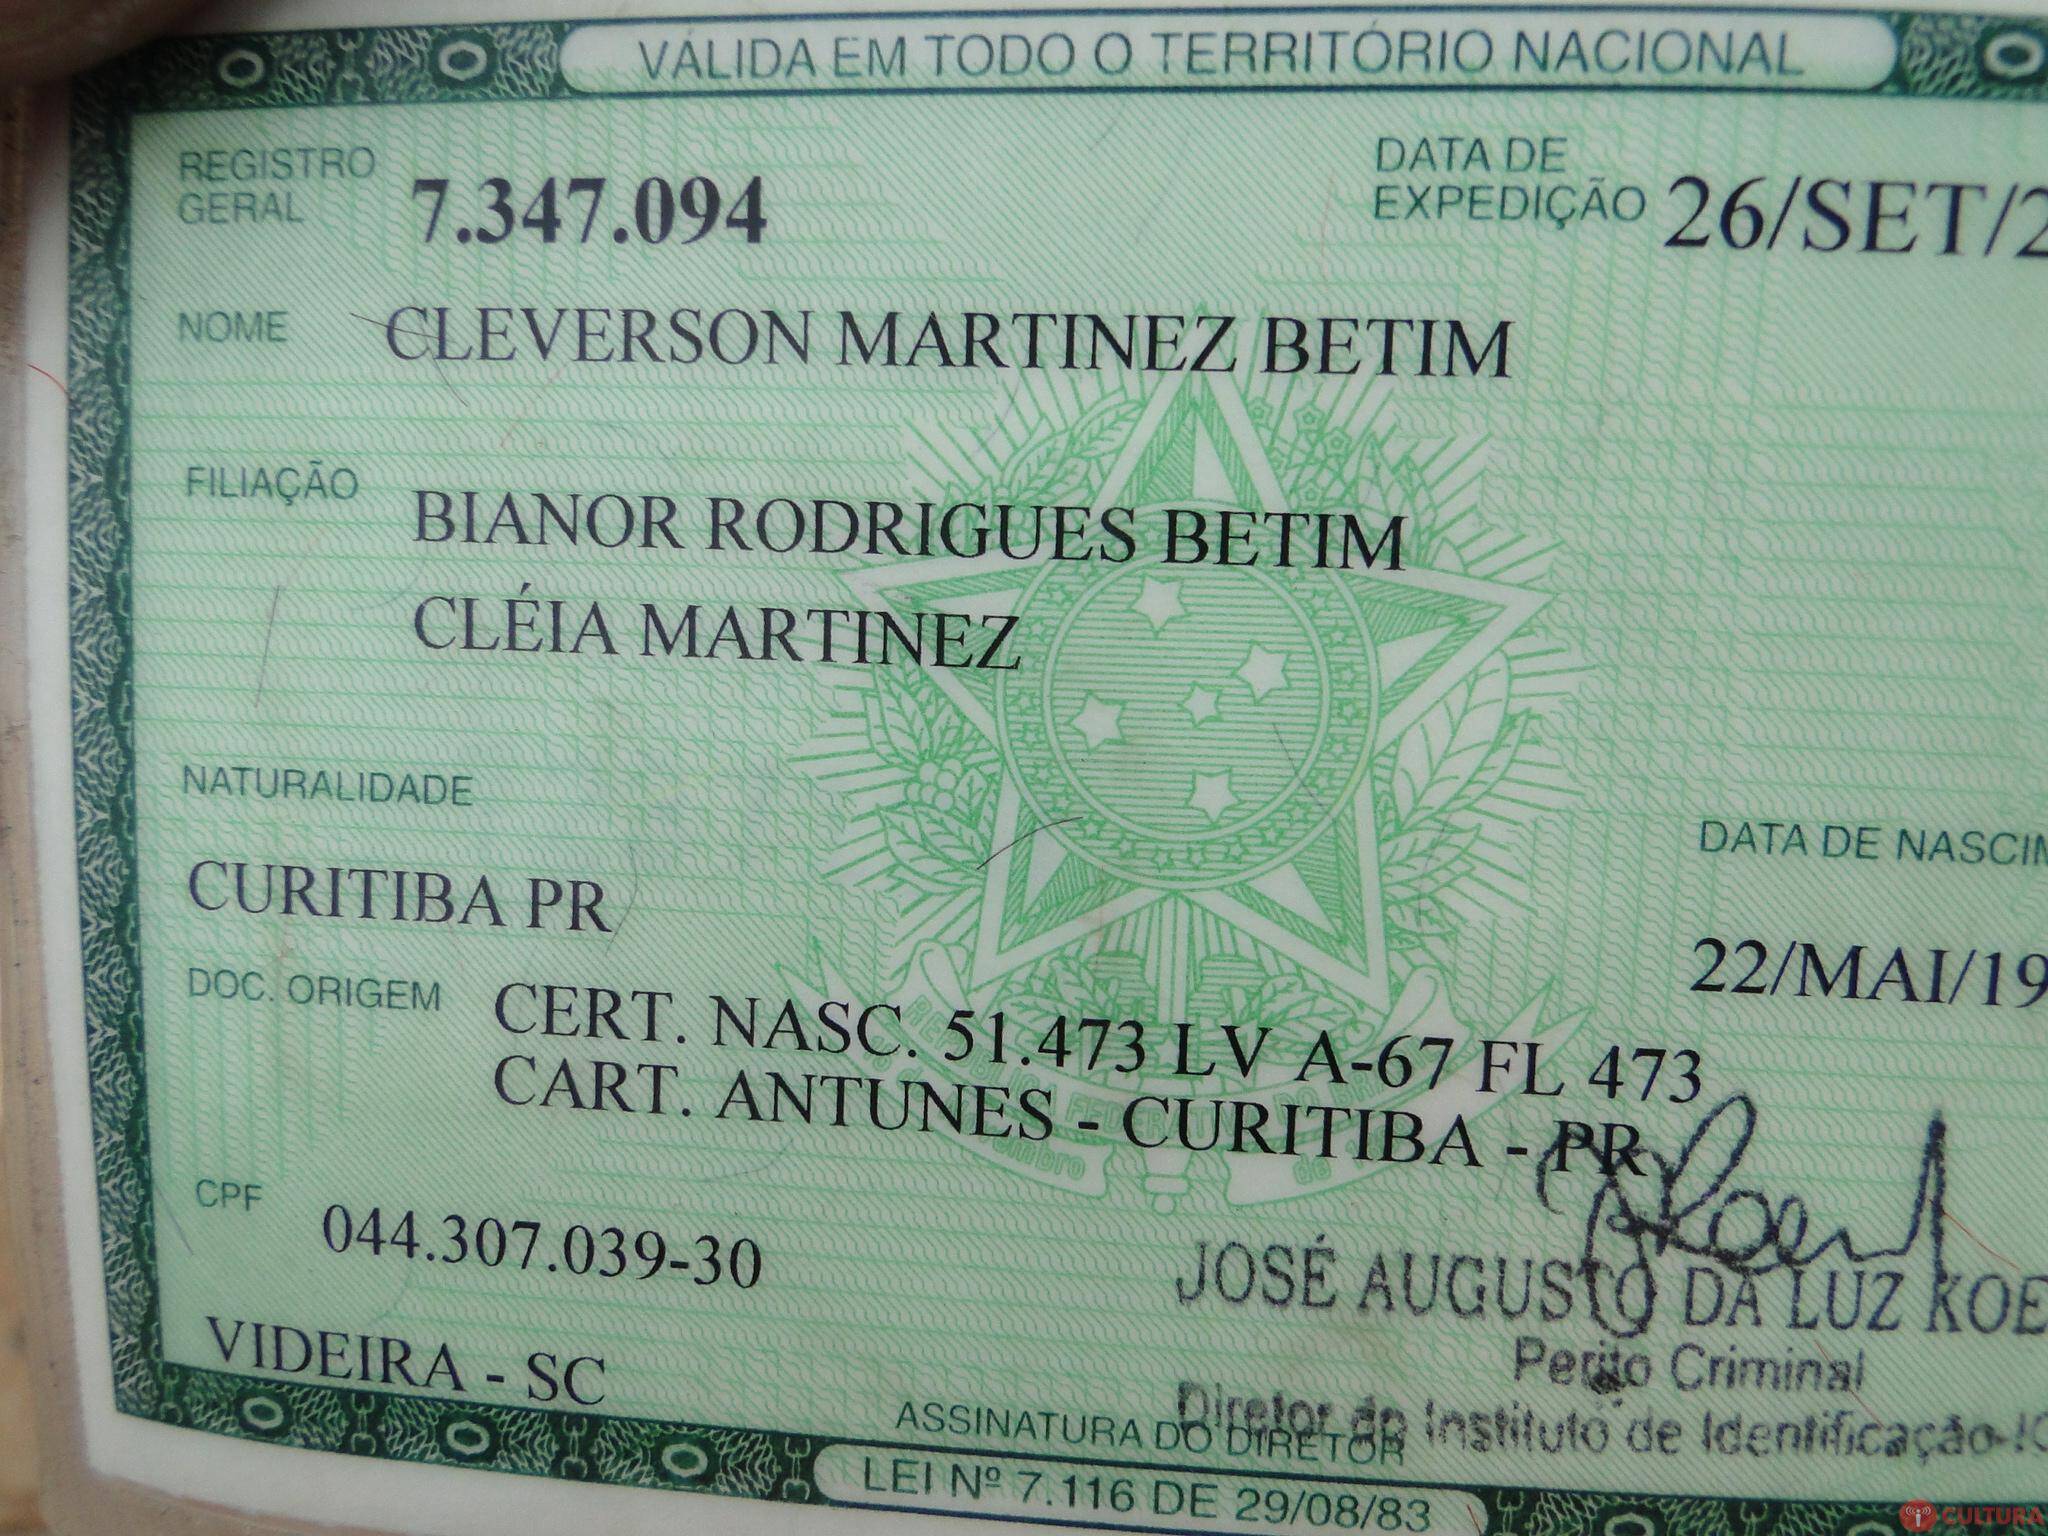 VÁLIDA EM TODO O TERRITÓRIO NACIONAL
REGISTRO GERAL 7.347.094
DATA DE EXPEDIÇÃO 26/SET/2
NOME CLEVERSON MARTINEZ BETIM
FILIAÇÃO
BIANOR RODRIGUES BETIM
CLÉIA MARTINEZ
NATURALIDADE
CURITIBA PR
DATA DE NASCIM
22/MAI/19
DOC. ORIGEM CERT. NASC. 51.473 LV A-67 FL 473
CART. ANTUNES - CURITIBA - PR
CPF 044.307.039-30
VIDEIRA - SC
JOSÉ AUGUSTO DA LUZ KOE
Perito Criminal
Diretor do Instituto de Identificação-IG
ASSINATURA DO DIRETOR
LEI Nº 7.116 DE 29/08/83
CULTURA